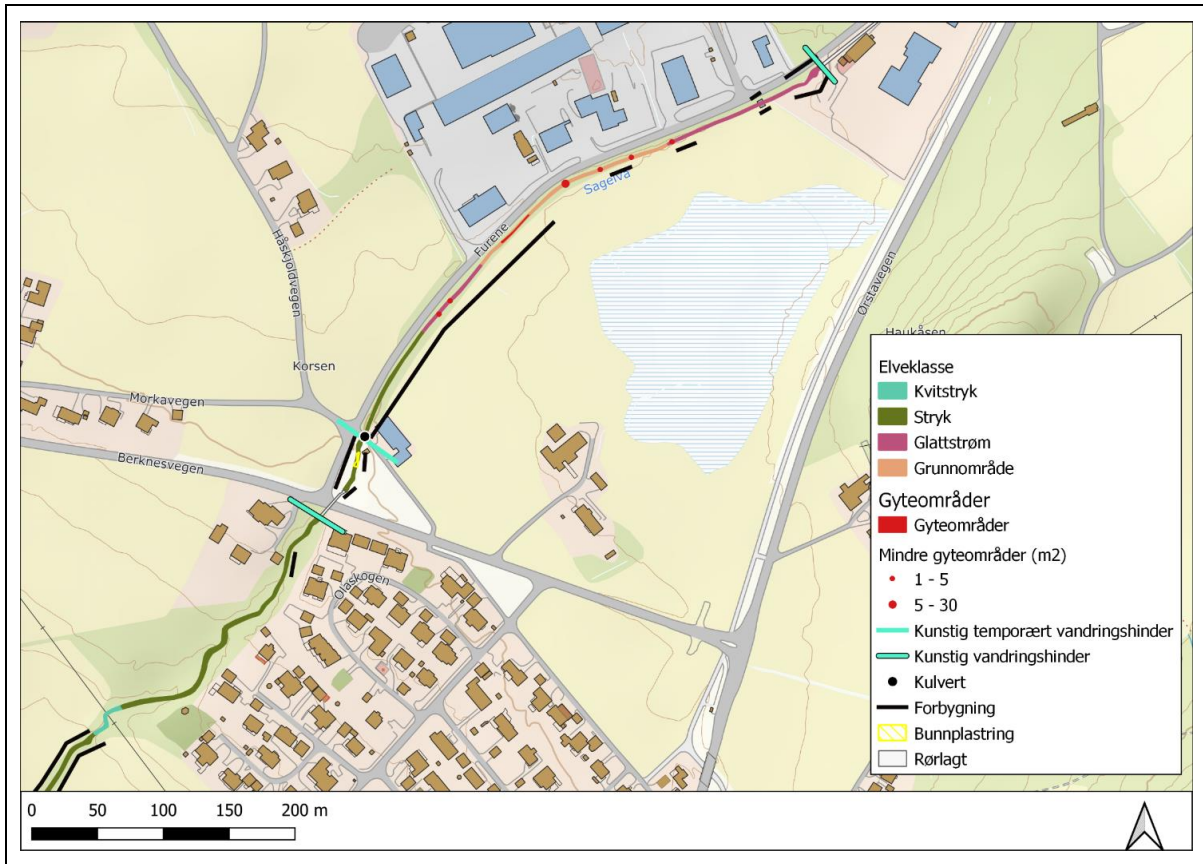 Sagelva
Furene
Håskjoldvegen
Ørstavegen
Haukåsen
Korsen
Morkavegen
Berknesvegen
Olaskogen
Elveklasse
Kvitstryk
Stryk
Glattstrøm
Grunnområde
Gyteområder
Gyteområder
Mindre gyteområder (m2)
1 - 5
5 - 30
Kunstig temporært vandringshinder
Kunstig vandringshinder
Kulvert
Forbygning
Bunnplastring
Rørlagt
0 50 100 150 200 m